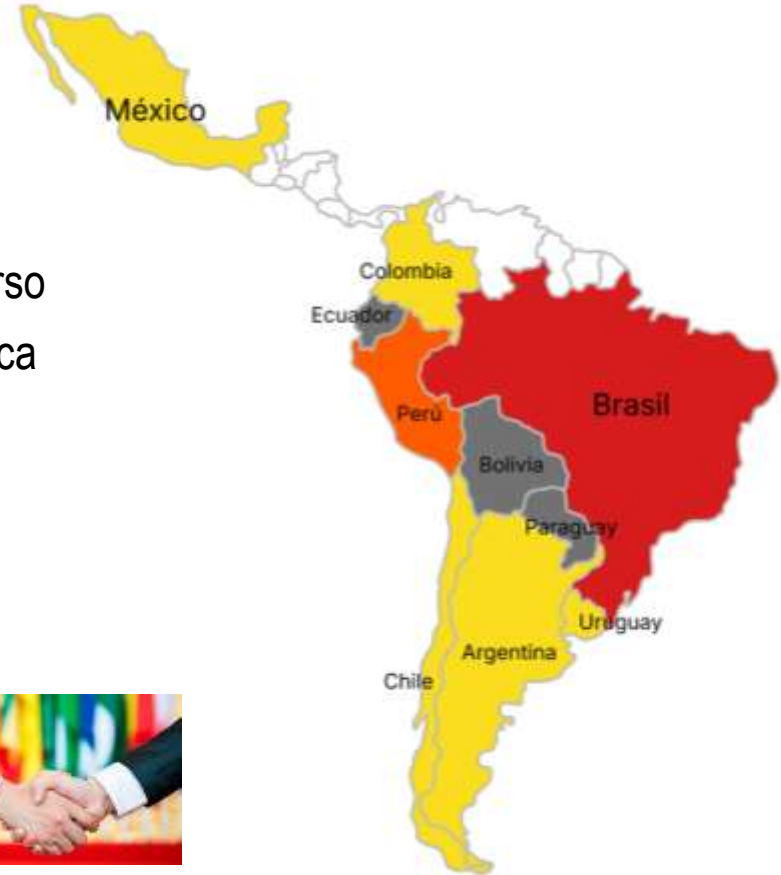 México
rso
Colombia
Ecuador
ca
Brasil
Perú
Bolivia
Paraguay
Uruguay
Argentina
Chile